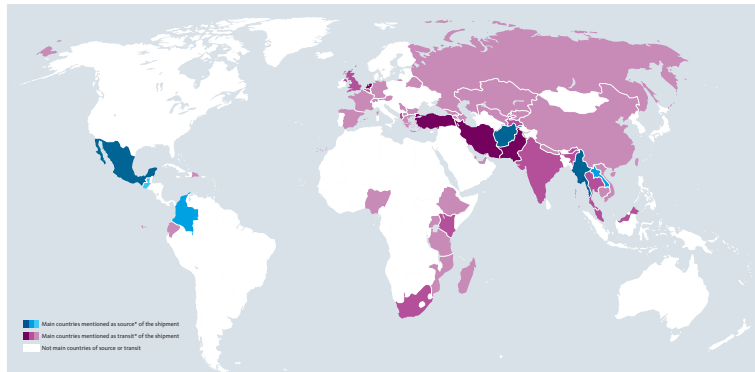 Main countries mentioned as source* of the shipment
Main countries mentioned as transit* of the shipment
Not main countries of source or transit